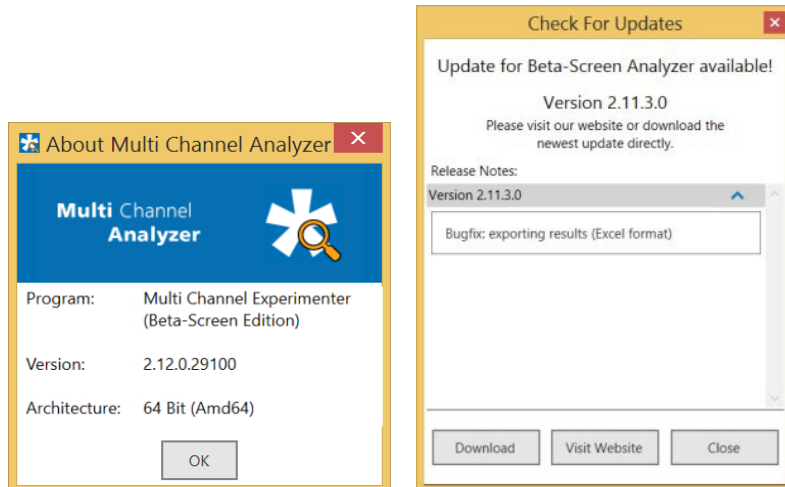 About Multi Channel Analyzer
Multi Channel
Analyzer
Program: Multi Channel Experimenter
(Beta-Screen Edition)
Version: 2.12.0.29100
Architecture: 64 Bit (Amd64)
OK
Check For Updates
Update for Beta-Screen Analyzer available!
Version 2.11.3.0
Please visit our website or download the
newest update directly.
Release Notes:
Version 2.11.3.0
Bugfix: exporting results (Excel format)
Download Visit Website Close